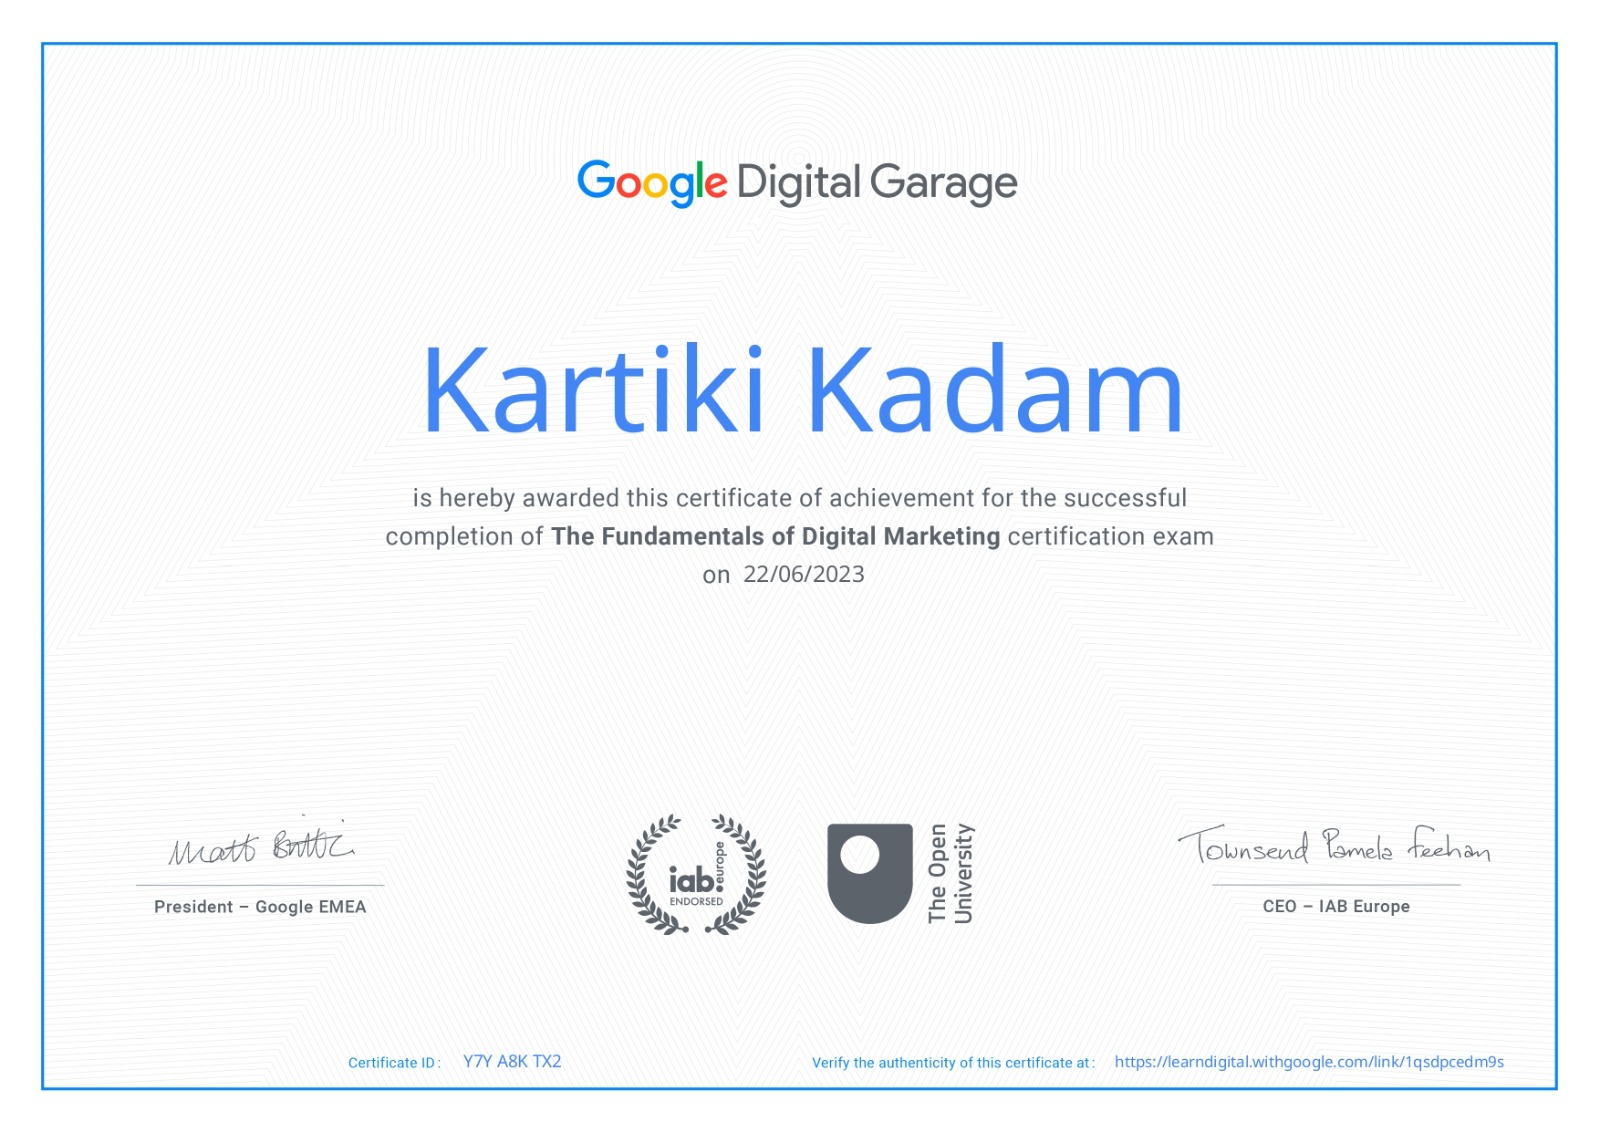 Google Digital Garage
Kartiki Kadam
is hereby awarded this certificate of achievement for the successful
completion of The Fundamentals of Digital Marketing certification exam
on 22/06/2023
Matt Brittin
President – Google EMEA
iab.europe
ENDORSED
The Open
University
Townsend Pamela Feehan
CEO – IAB Europe
Certificate ID: Y7Y A8K TX2
Verify the authenticity of this certificate at: https://learndigital.withgoogle.com/link/1qsdpcedm9s